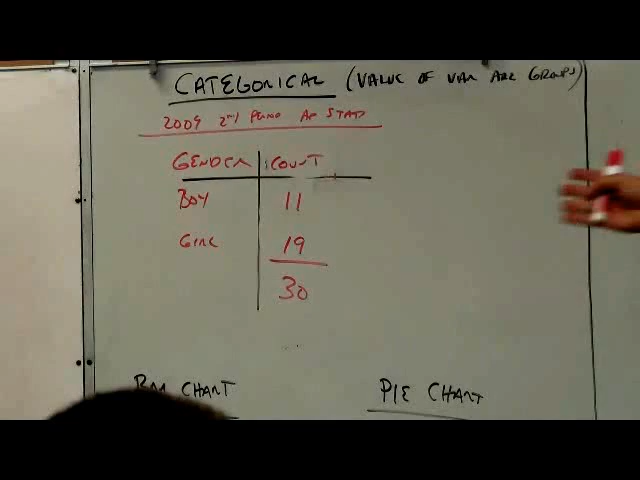 CATEGORICAL (VALUE OF VAR ARE GROUPS)
2009 2nd PERIOD AP STATS
GENDER COUNT
BOY 11
GIRL 19
30
BAR CHART PIE CHART